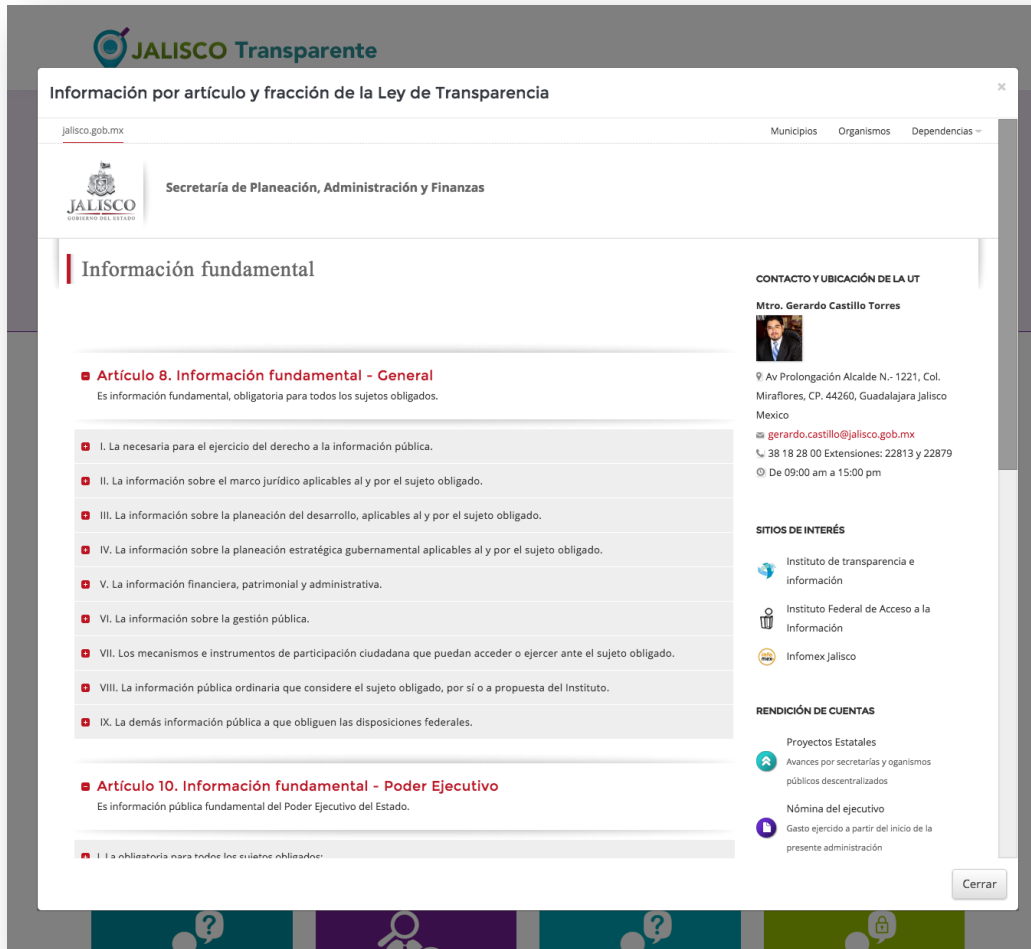 JALISCO Transparente
Información por artículo y fracción de la Ley de Transparencia
×
jalisco.gob.mx
Municipios Organismos Dependencias
JALISCO
GOBIERNO DEL ESTADO
Secretaría de Planeación, Administración y Finanzas
Información fundamental
Artículo 8. Información fundamental - General
Es información fundamental, obligatoria para todos los sujetos obligados.
I. La necesaria para el ejercicio del derecho a la información pública.
II. La información sobre el marco jurídico aplicables al y por el sujeto obligado.
III. La información sobre la planeación del desarrollo, aplicables al y por el sujeto obligado.
IV. La información sobre la planeación estratégica gubernamental aplicables al y por el sujeto obligado.
V. La información financiera, patrimonial y administrativa.
VI. La información sobre la gestión pública.
VII. Los mecanismos e instrumentos de participación ciudadana que puedan acceder o ejercer ante el sujeto obligado.
VIII. La información pública ordinaria que considere el sujeto obligado, por sí o a propuesta del Instituto.
IX. La demás información pública a que obliguen las disposiciones federales.
Artículo 10. Información fundamental - Poder Ejecutivo
Es información pública fundamental del Poder Ejecutivo del Estado.
I. La obligatoria para todos los sujetos obligados;
CONTACTO Y UBICACIÓN DE LA UT
Mtro. Gerardo Castillo Torres
Av Prolongación Alcalde N.- 1221, Col.
Miraflores, CP. 44260, Guadalajara Jalisco
Mexico
gerardo.castillo@jalisco.gob.mx
38 18 28 00 Extensiones: 22813 y 22879
De 09:00 am a 15:00 pm
SITIOS DE INTERÉS
Instituto de transparencia e
información
Instituto Federal de Acceso a la
Información
Infomex Jalisco
RENDICIÓN DE CUENTAS
Proyectos Estatales
Avances por secretarías y oganismos
públicos descentralizados
Nómina del ejecutivo
Gasto ejercido a partir del inicio de la
presente administración
Cerrar